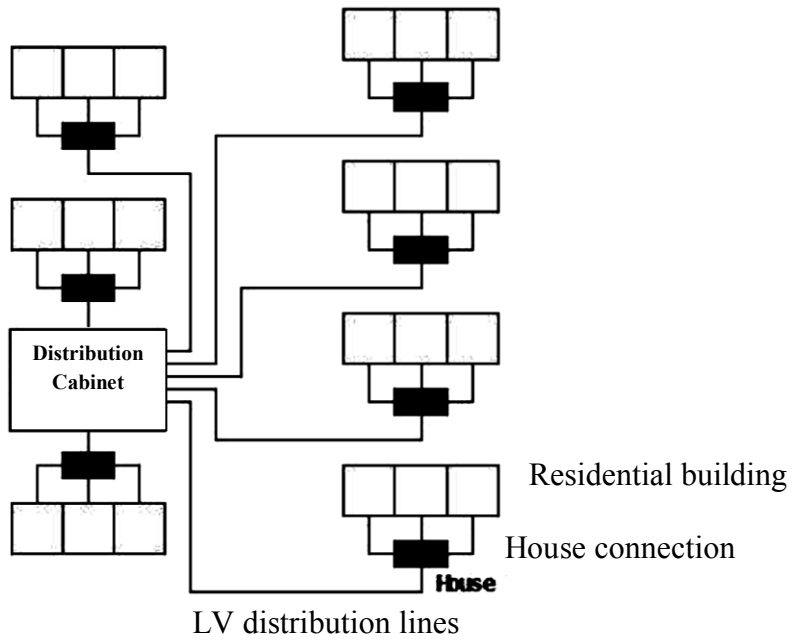 Distribution
Cabinet
Residential building
House connection
House
LV distribution lines